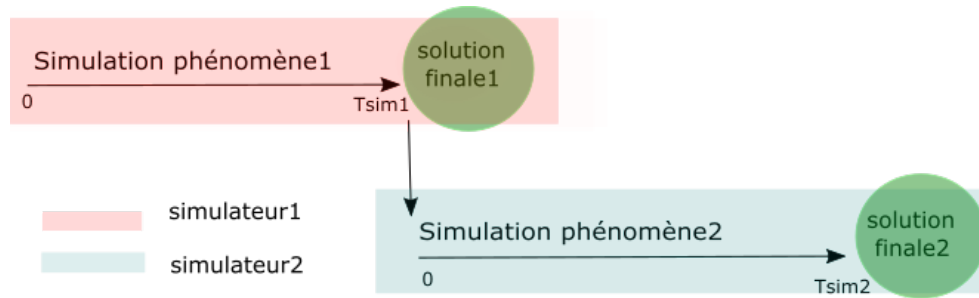 Simulation phénomène1
solution
finale1
0
Tsim1
simulateur1
simulateur2
Simulation phénomène2
solution
finale2
0
Tsim2